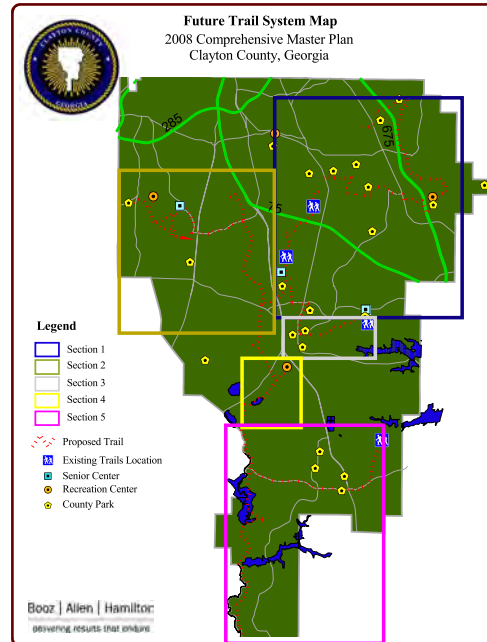 Future Trail System Map
2008 Comprehensive Master Plan
Clayton County, Georgia
CLAYTON COUNTY
GEORGIA
285
675
75
Legend
Section 1
Section 2
Section 3
Section 4
Section 5
Proposed Trail
Existing Trails Location
Senior Center
Recreation Center
County Park
Booz | Allen | Hamilton
delivering results that endure